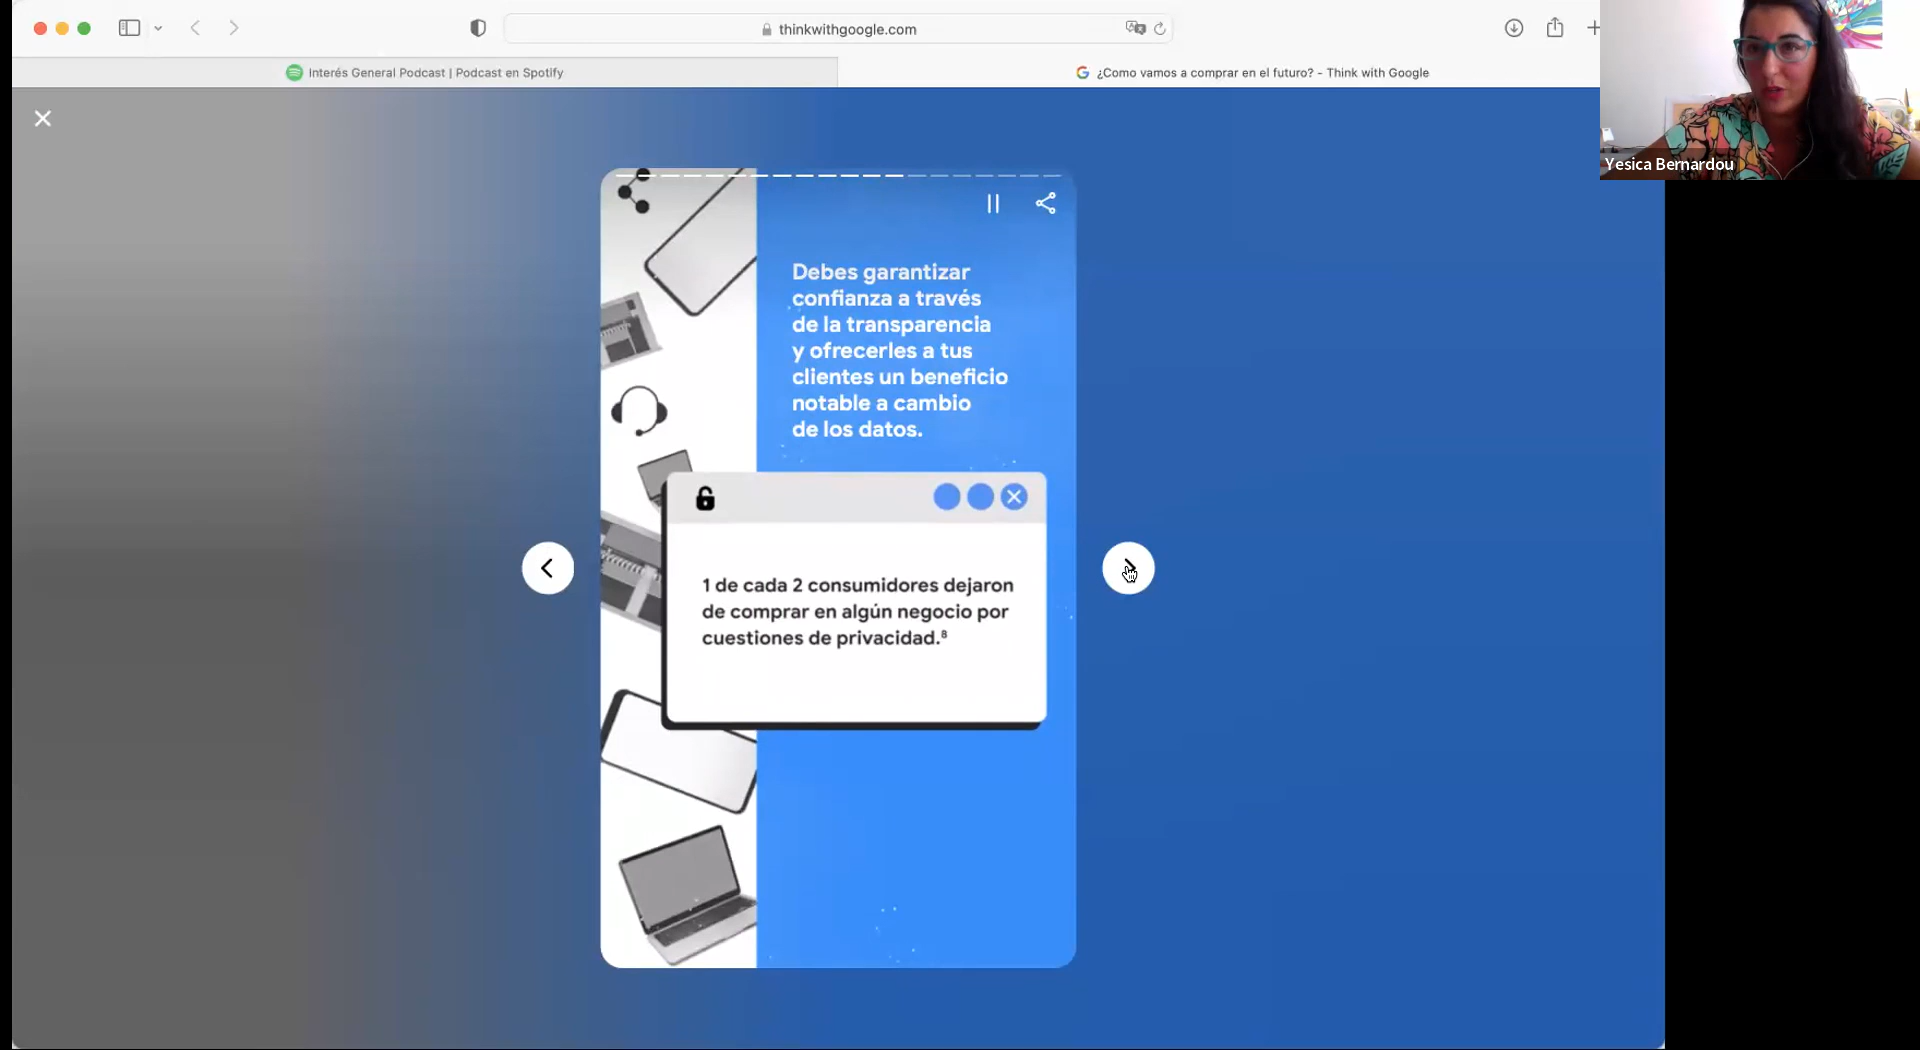 thinkwithgoogle.com
Interés General Podcast | Podcast en Spotify
¿Como vamos a comprar en el futuro? - Think with Google
Yesica Bernardou
Debes garantizar
confianza a través
de la transparencia
y ofrecerles a tus
clientes un beneficio
notable a cambio
de los datos.
1 de cada 2 consumidores dejaron
de comprar en algún negocio por
cuestiones de privacidad.⁸